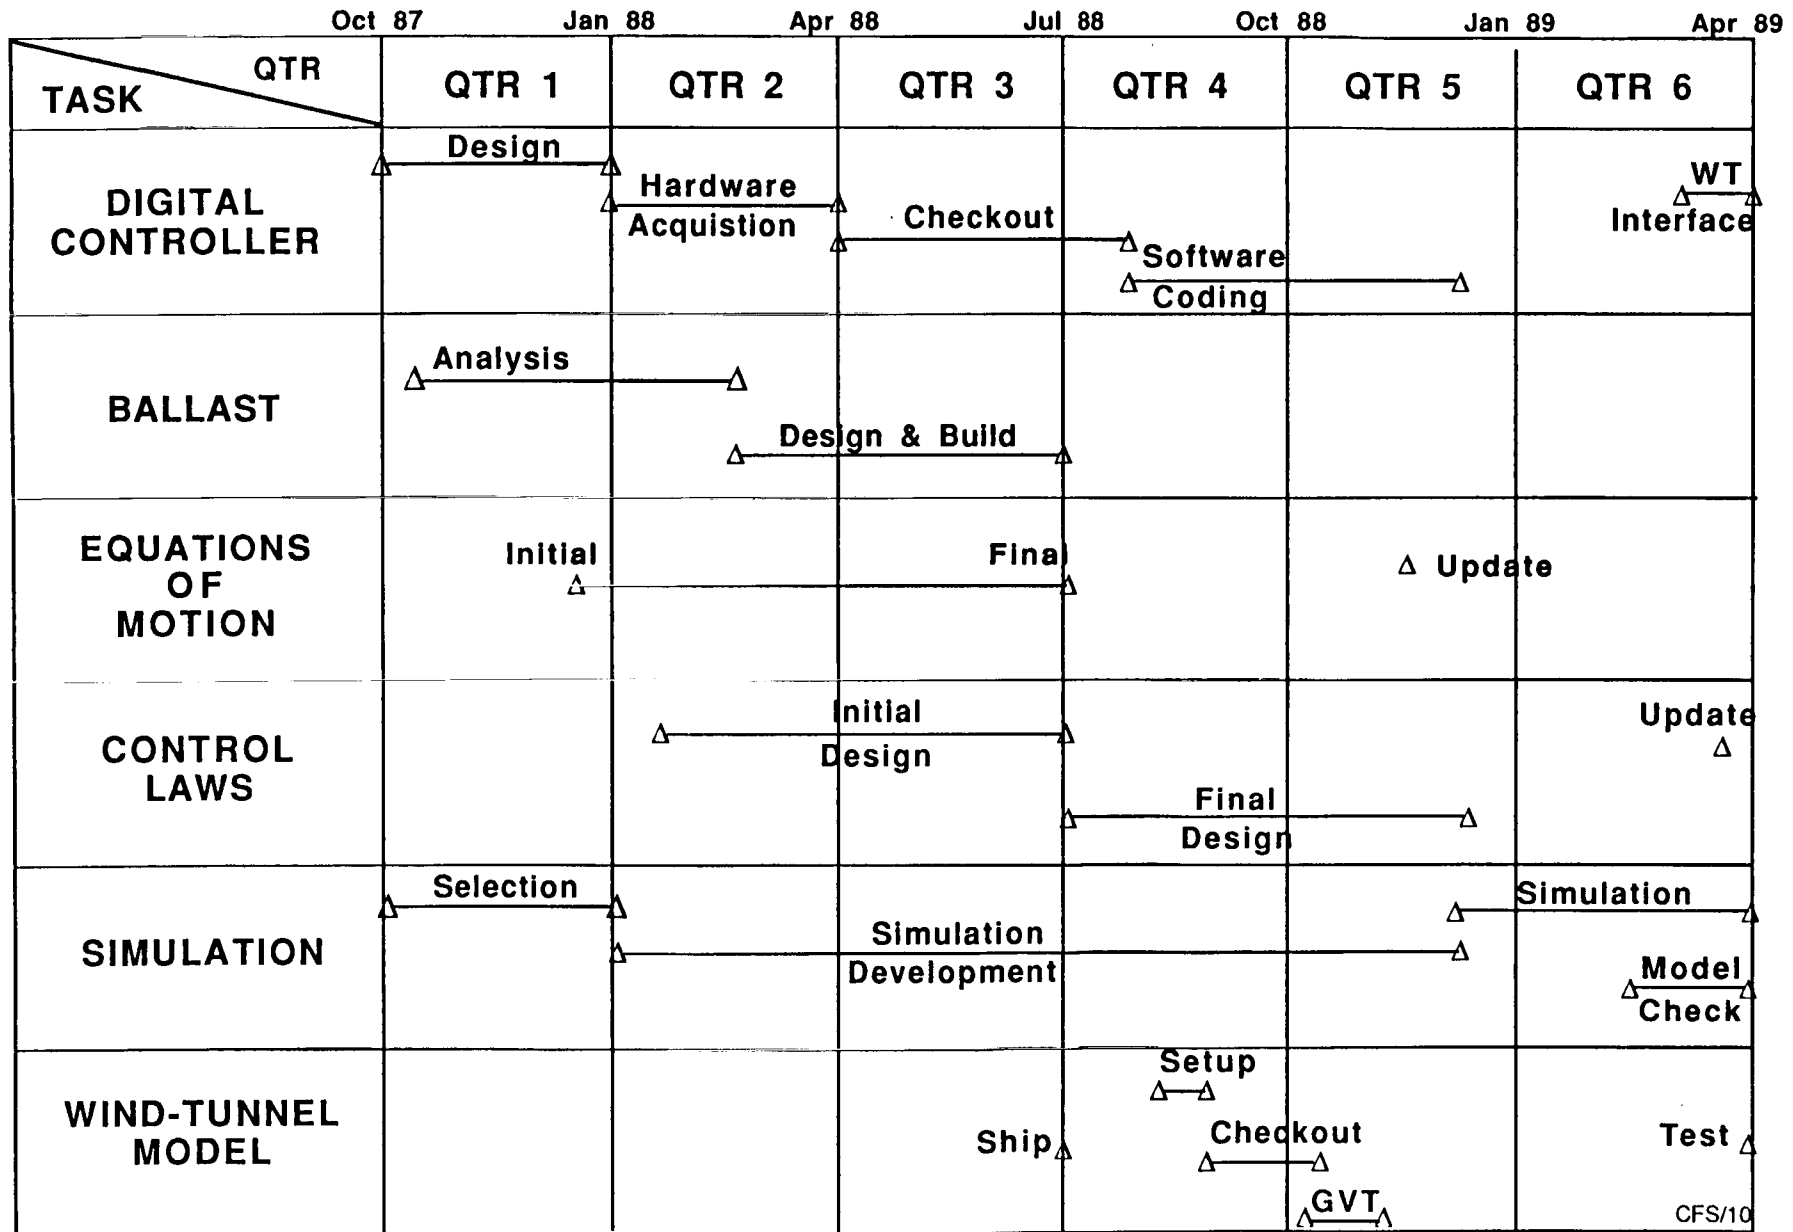 Oct 87 Jan 88 Apr 88 Jul 88 Oct 88 Jan 89 Apr 89
QTR
TASK
QTR 1 QTR 2 QTR 3 QTR 4 QTR 5 QTR 6
DIGITAL
CONTROLLER
Design
Hardware
Acquistion
Checkout
Software
Coding
WT
Interface
BALLAST
Analysis
Design & Build
EQUATIONS
OF
MOTION
Initial
Final
Update
CONTROL
LAWS
Initial
Design
Final
Design
Update
SIMULATION
Selection
Simulation
Development
Simulation
Model
Check
WIND-TUNNEL
MODEL
Ship
Setup
Checkout
GVT
Test
CFS/10